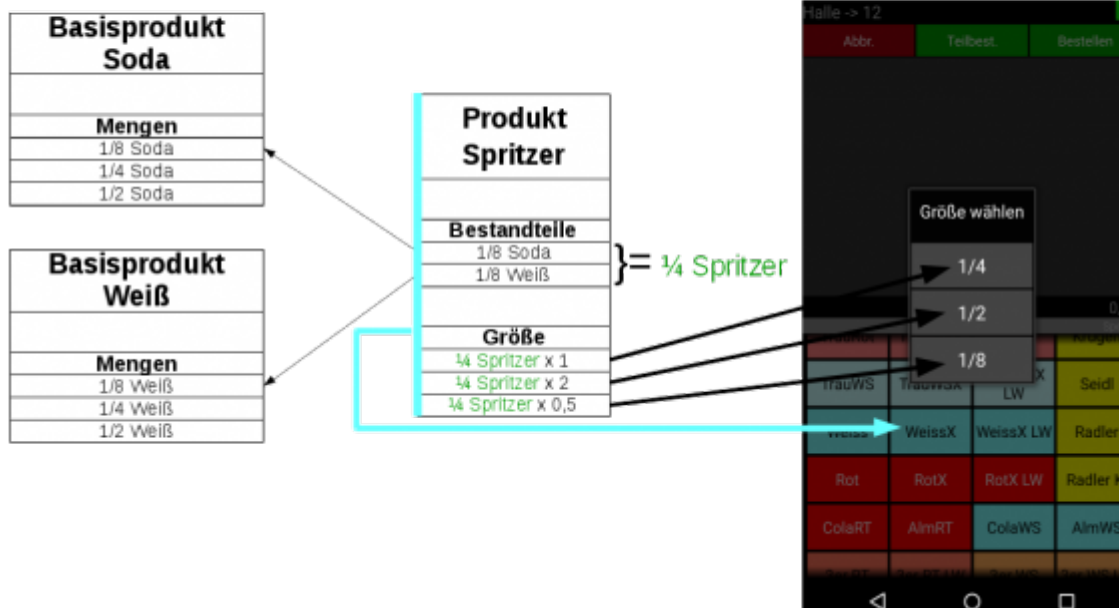 Basisprodukt
Soda
Mengen
1/8 Soda
1/4 Soda
1/2 Soda
Basisprodukt
Weiß
Mengen
1/8 Weiß
1/4 Weiß
1/2 Weiß
Produkt
Spritzer
Bestandteile
1/8 Soda
1/8 Weiß
}= ¼ Spritzer
Größe
¼ Spritzer x 1
¼ Spritzer x 2
¼ Spritzer x 0,5
Halle -> 12
Abbr. Teilbest. Bestellen
Größe wählen
1/4
1/2
1/8
TrauWS TrauWSX LW Seidl
Weiss WeissX WeissX LW Radler
Rot RotX RotX LW Radler
ColaRT AlmRT ColaWS AlmWS